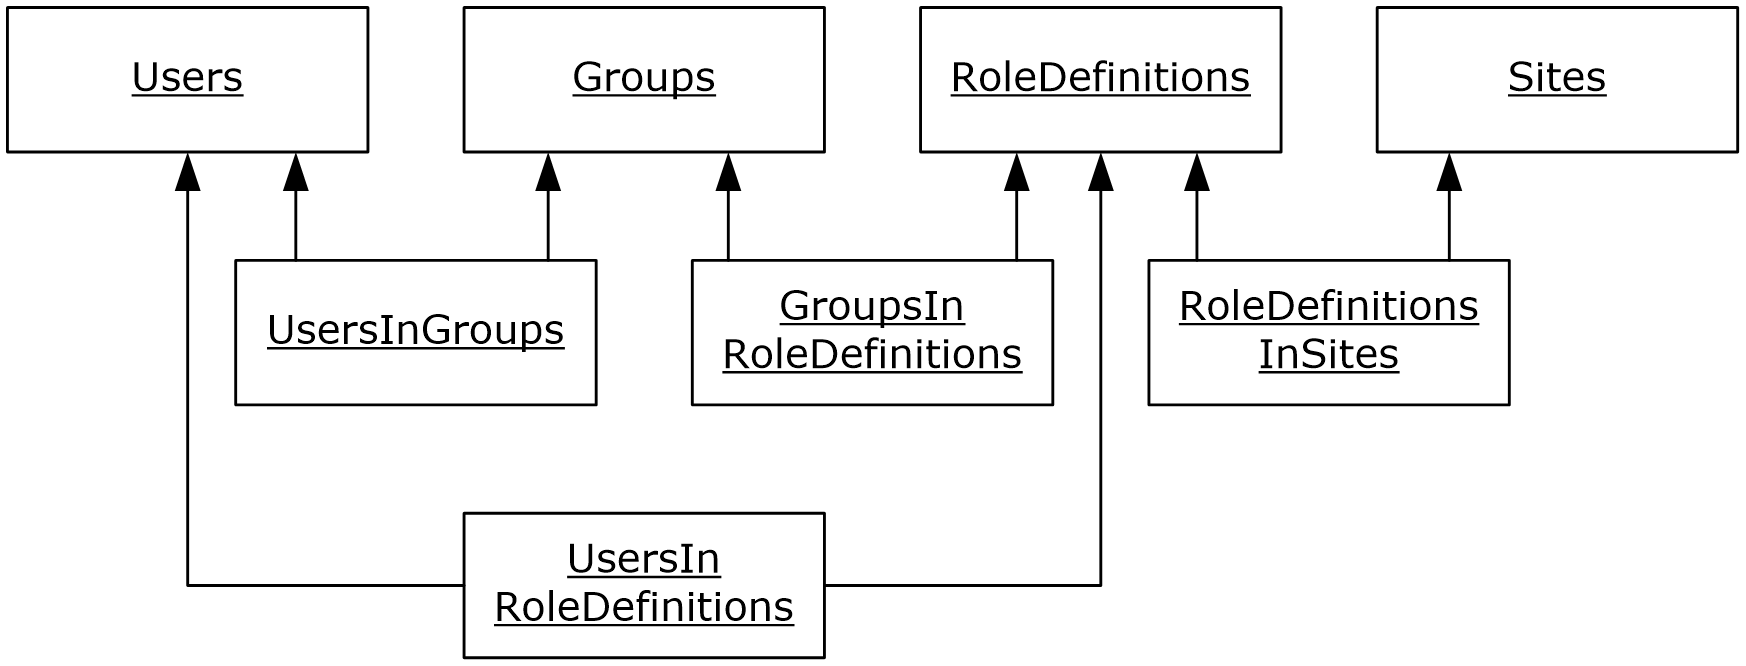 Users
Groups
RoleDefinitions
Sites
UsersInGroups
GroupsIn
RoleDefinitions
RoleDefinitions
InSites
UsersIn
RoleDefinitions